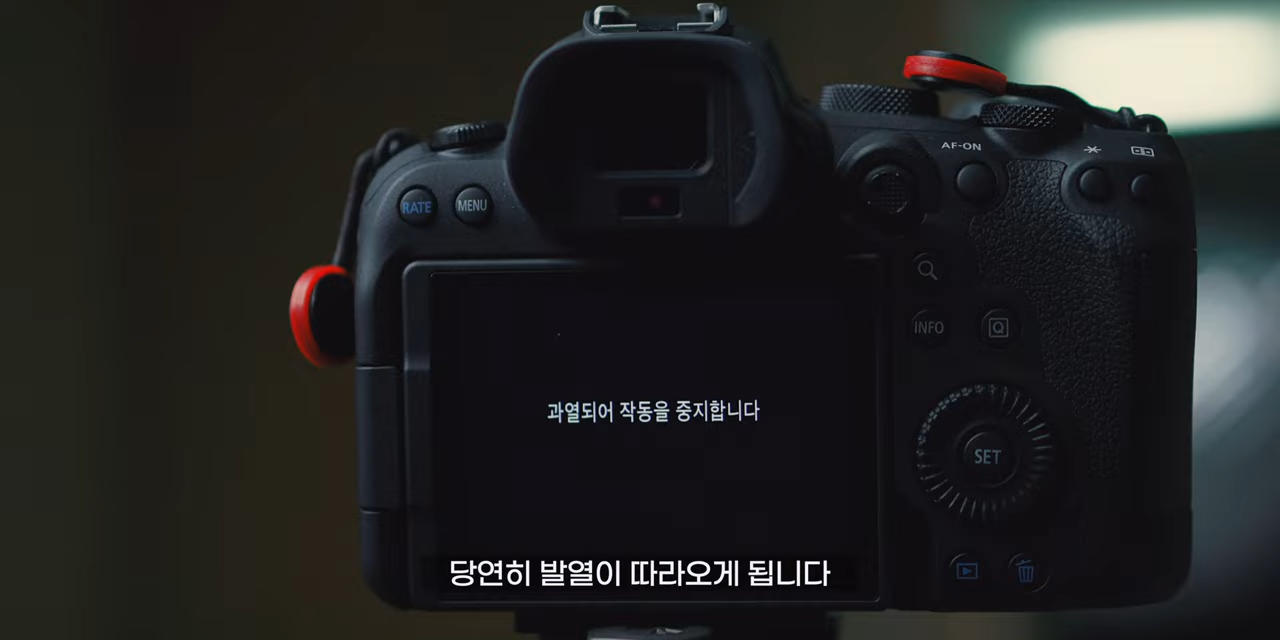 AF-ON
RATE MENU
INFO Q
과열되어 작동을 중지합니다
SET
당연히 발열이 따라오게 됩니다